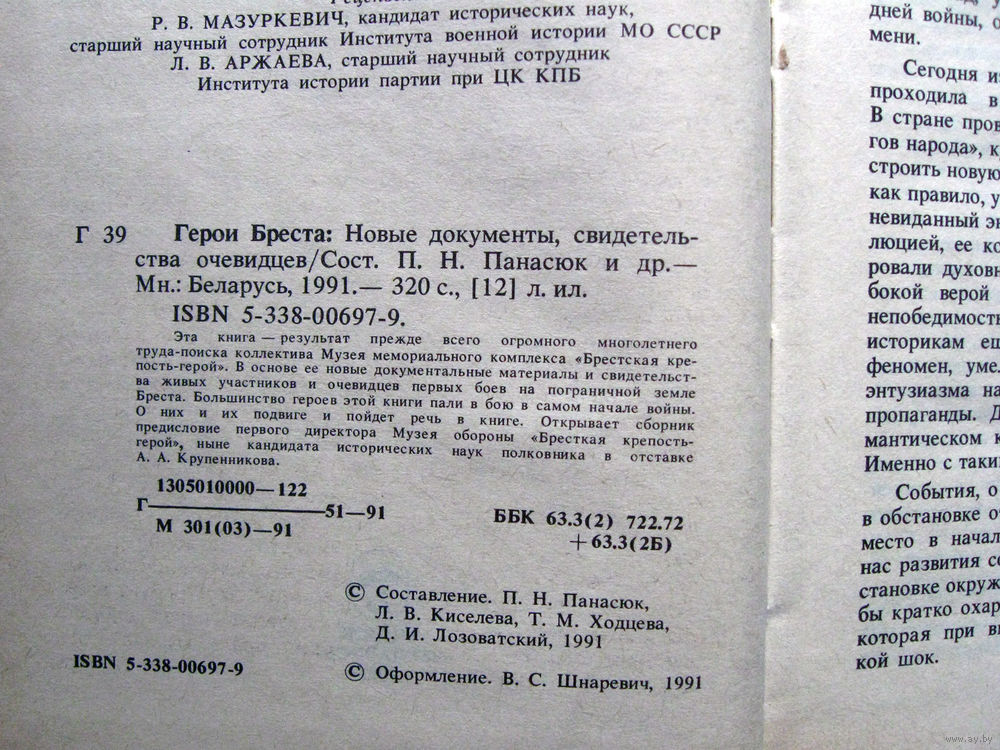 Р. В. МАЗУРКЕВИЧ, кандидат исторических наук,
старший научный сотрудник Института военной истории МО СССР
Л. В. АРЖАЕВА, старший научный сотрудник
Института истории партии при ЦК КПБ
Г 39 Герои Бреста: Новые документы, свидетель-
ства очевидцев/Сост. П. Н. Панасюк и др.—
Мн.: Беларусь, 1991.— 320 с., [12] л. ил.
ISBN 5-338-00697-9.
Эта книга — результат прежде всего огромного многолетнего
труда-поиска коллектива Музея мемориального комплекса «Брестская кре-
пость-герой». В основе ее новые документальные материалы и свидетельст-
ва живых участников и очевидцев первых боев на пограничной земле
Бреста. Большинство героев этой книги пали в бою в самом начале войны.
О них и их подвиге и пойдет речь в книге. Открывает сборник
предисловие первого директора Музея обороны «Бресткая крепость-
герой», ныне кандидата исторических наук полковника в отставке
А. А. Крупенникова.
1305010000—122
Г——————51—91
М 301(03)—91
ББК 63.3(2) 722.72
+63.3(2Б)
© Составление. П. Н. Панасюк,
Л. В. Киселева, Т. М. Ходцева,
Д. И. Лозоватский, 1991
ISBN 5-338-00697-9
© Оформление. В. С. Шнаревич, 1991
дней войны, о
мени.
Сегодня из
проходила в
В стране пров
гов народа», к
строить новую
как правило, у
невиданный эн
люцией, ее ко
ровали духовн
бокой верой
непобедимость
историкам ещ
феномен, умел
энтузиазма на
пропаганды. Д
мантическом к
Именно с таки
События, о
в обстановке о
место в начал
нас развития со
становке окруж
бы кратко охар
которая при в
кой шок.
www.ay.by